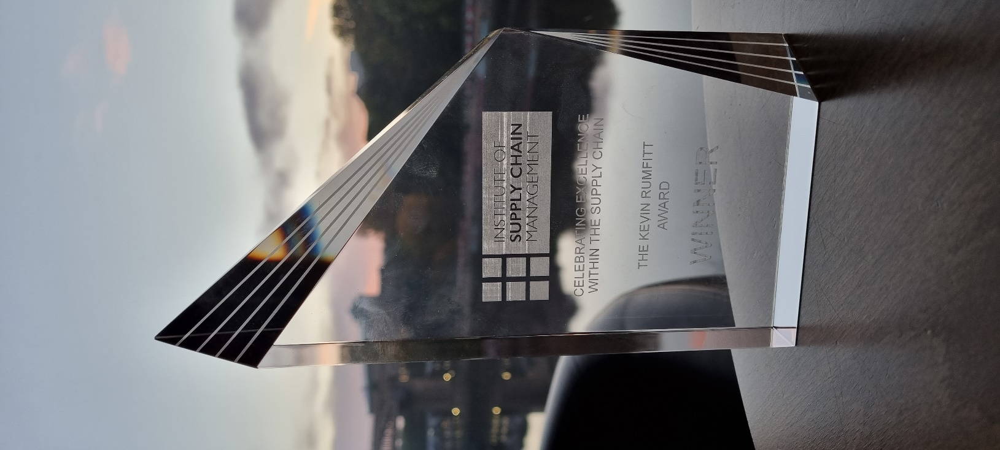 INSTITUTE OF
SUPPLY CHAIN
MANAGEMENT
CELEBRATING EXCELLENCE
WITHIN THE SUPPLY CHAIN
THE KEVIN RUMFITT
AWARD
WINNER